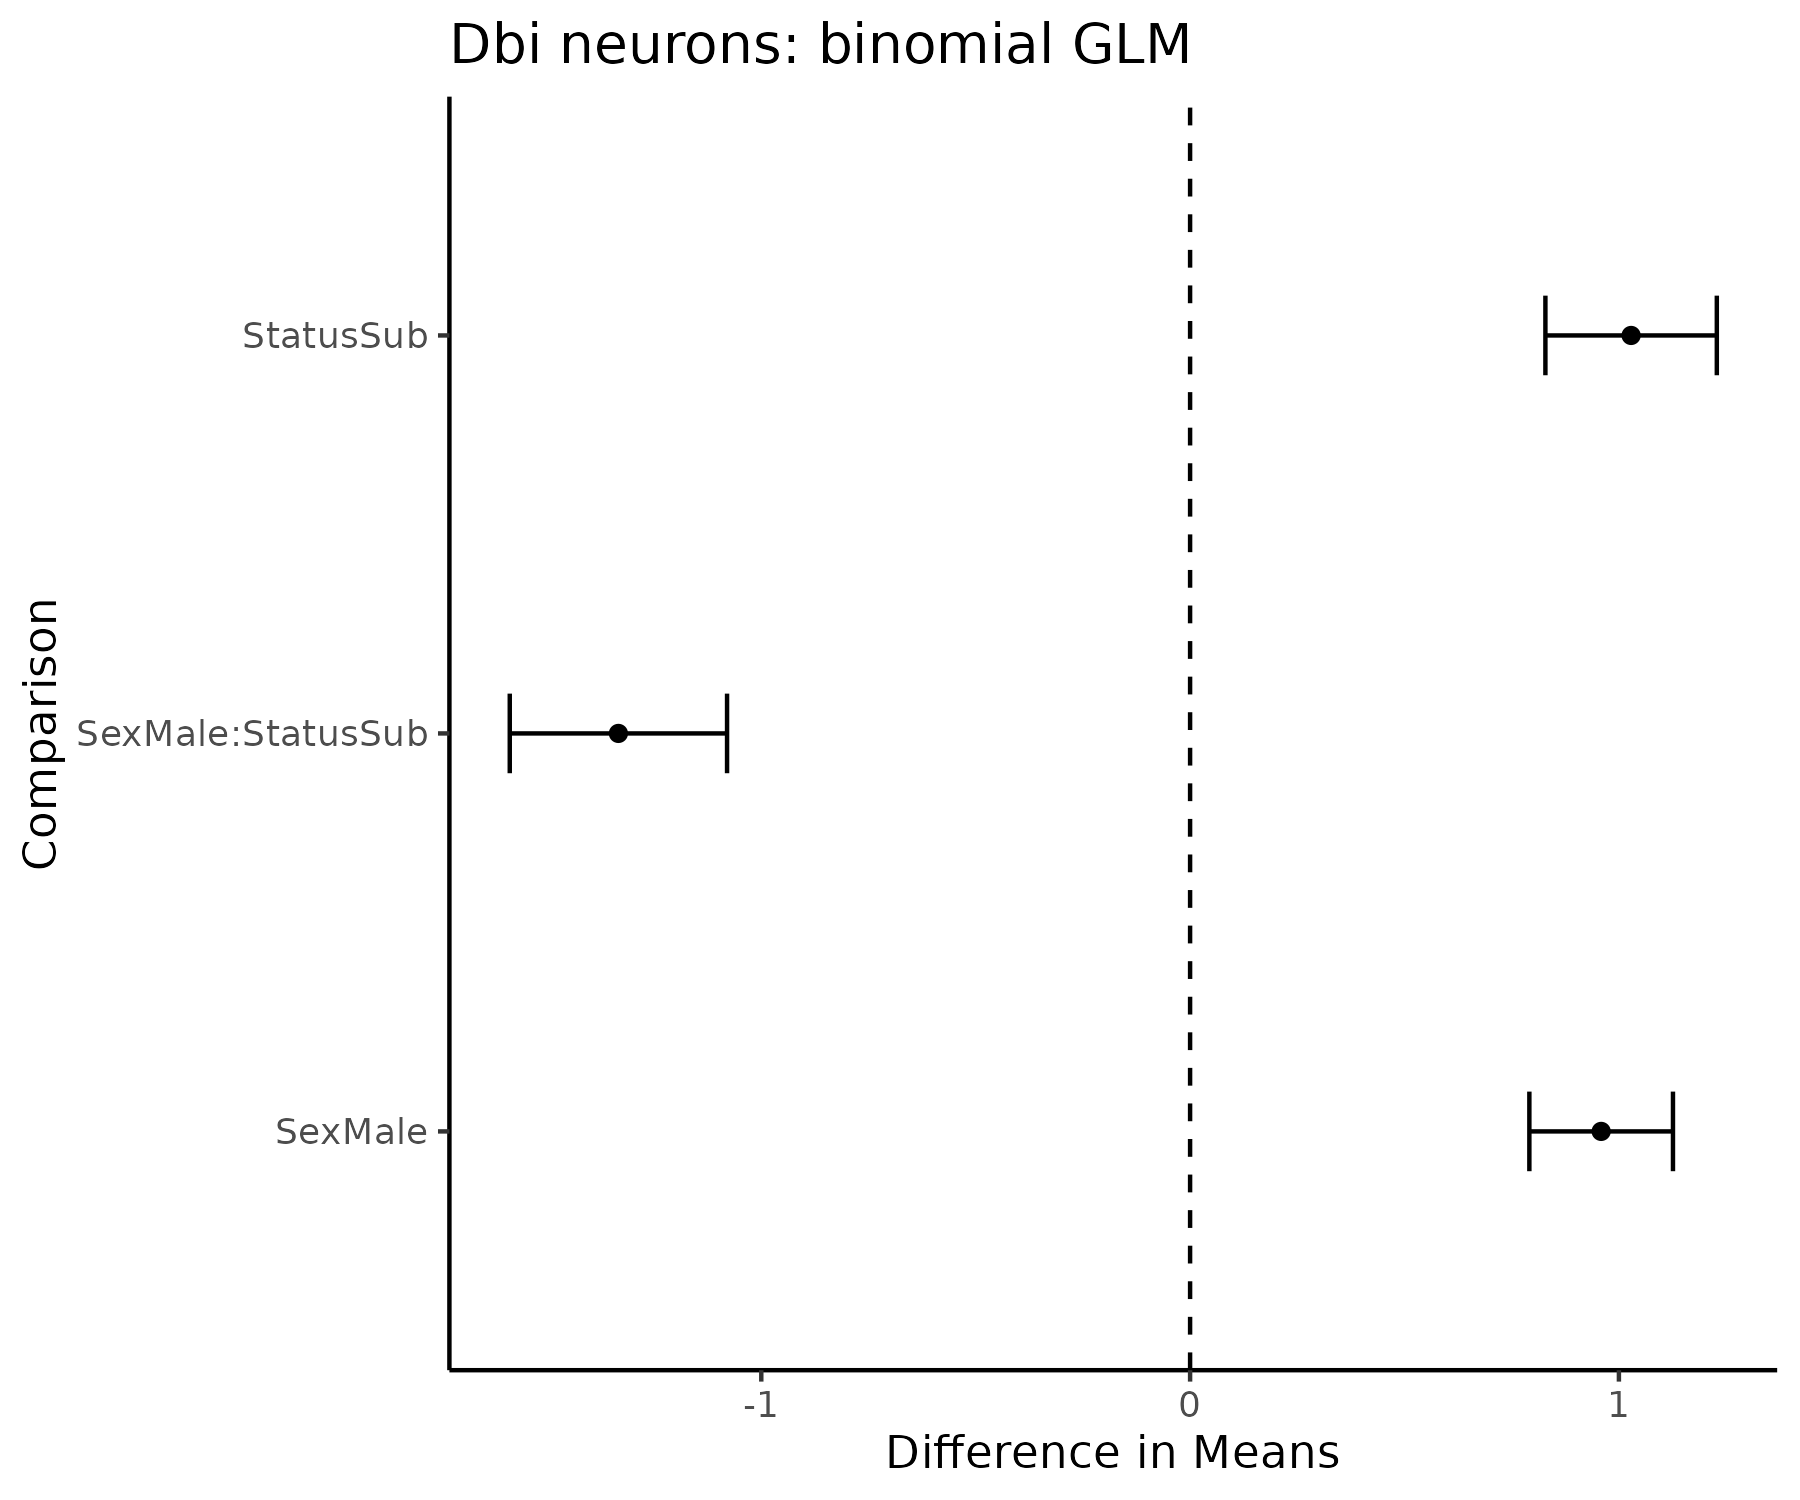 Dbi neurons: binomial GLM
Comparison
StatusSub
SexMale:StatusSub
SexMale
-1 0 1
Difference in Means